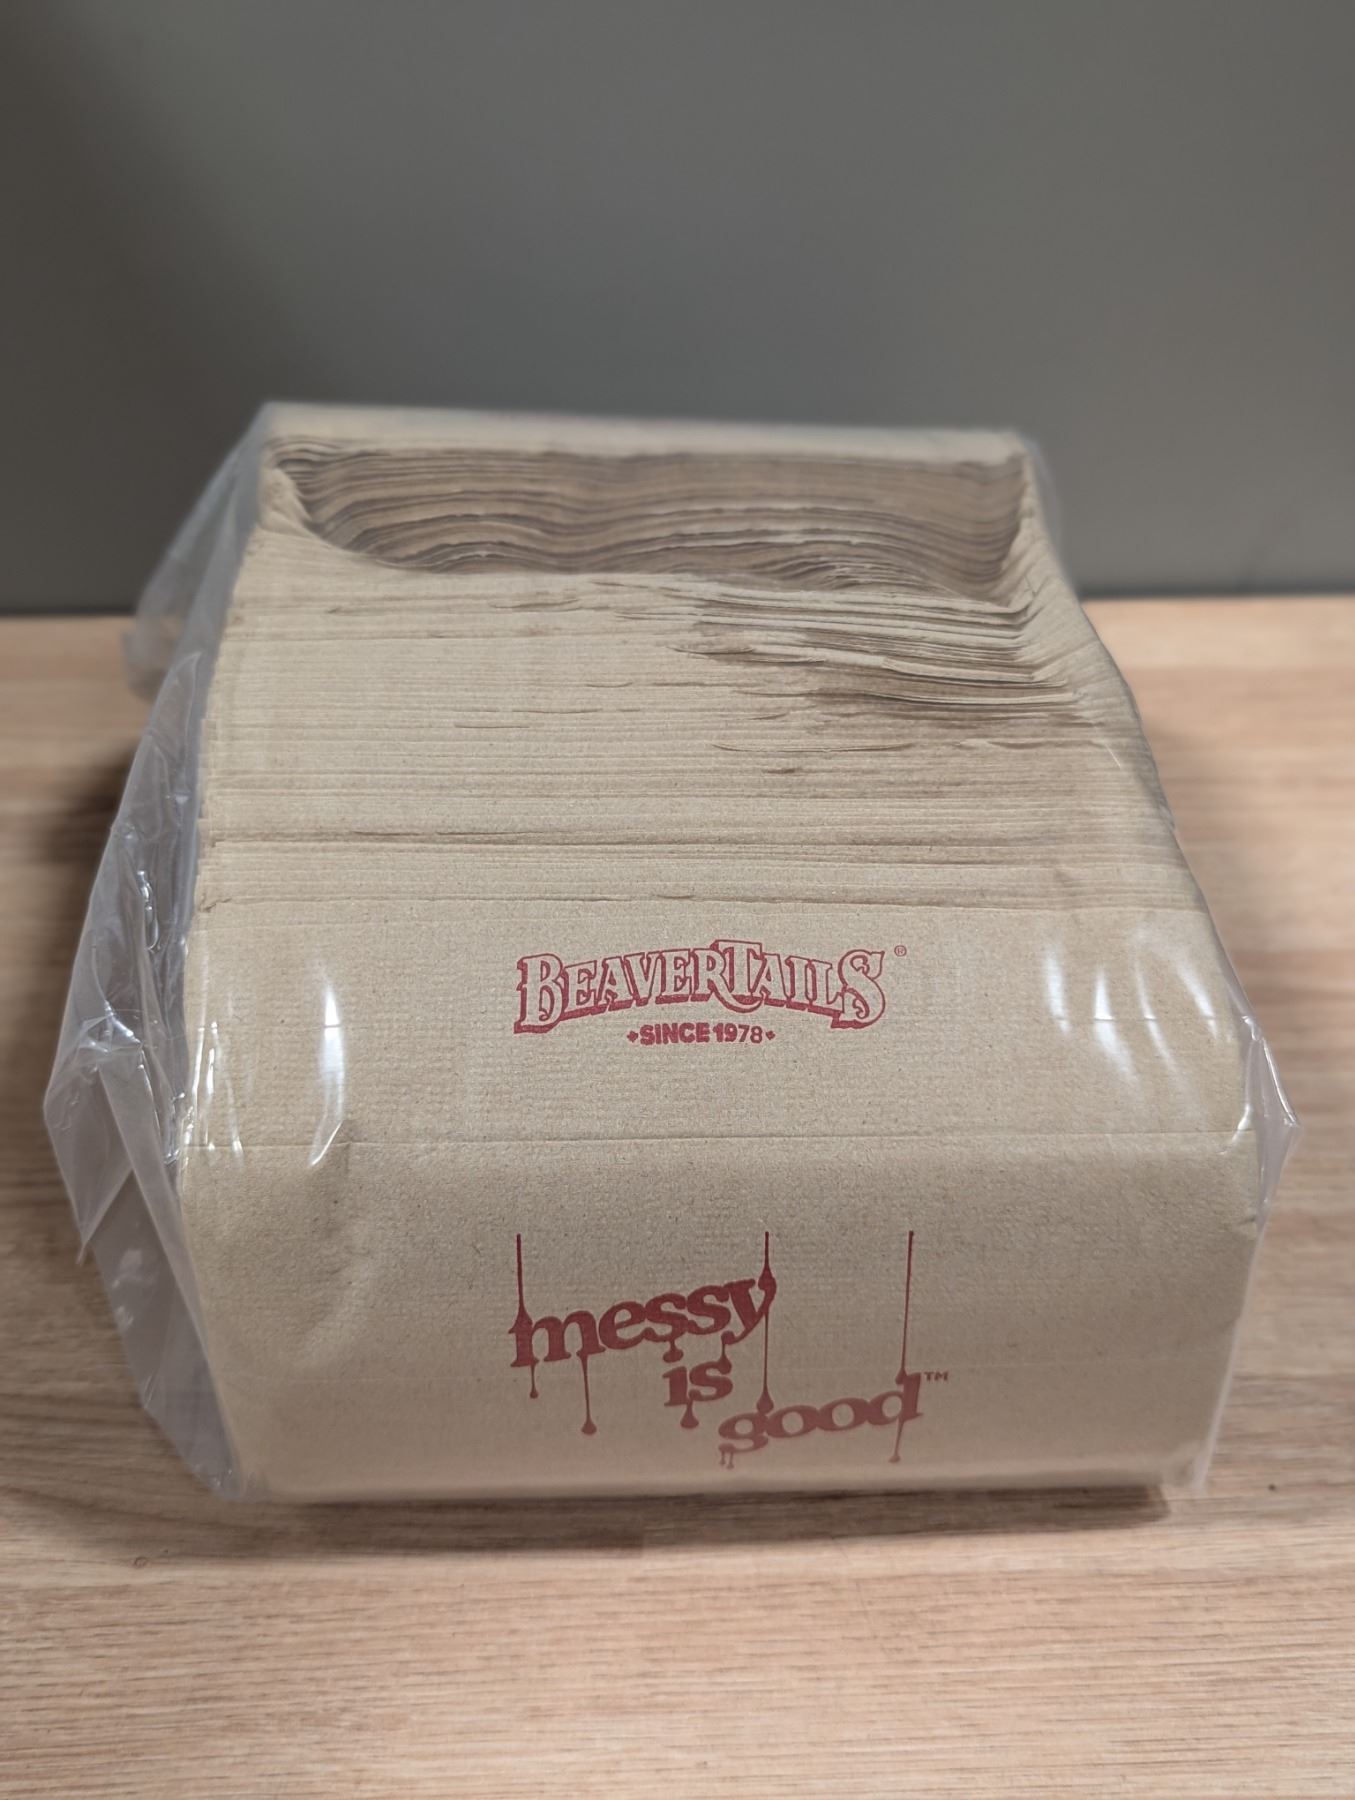 BEAVERTAILS®
SINCE 1978
messy
is
good™